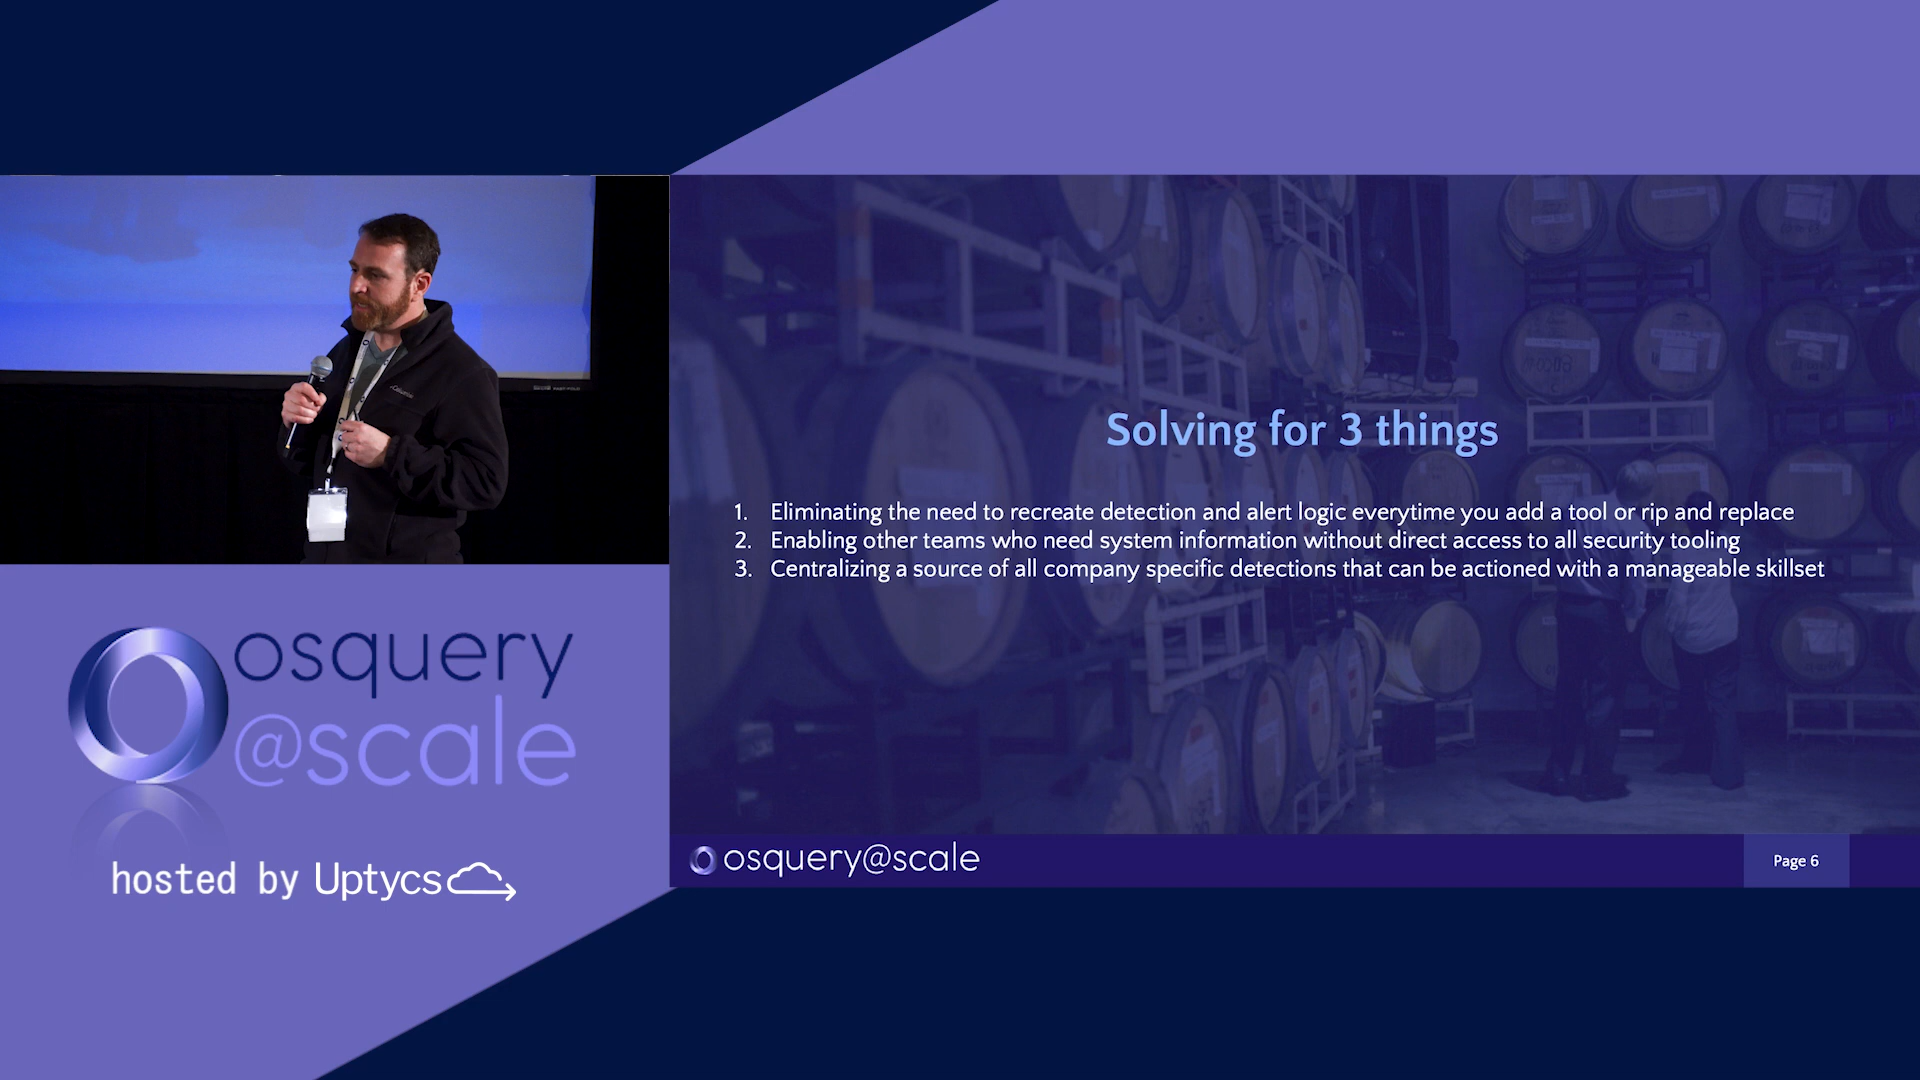 Solving for 3 things
1. Eliminating the need to recreate detection and alert logic everytime you add a tool or rip and replace
2. Enabling other teams who need system information without direct access to all security tooling
3. Centralizing a source of all company specific detections that can be actioned with a manageable skillset
osquery
@scale
hosted by Uptycs
osquery@scale
Page 6